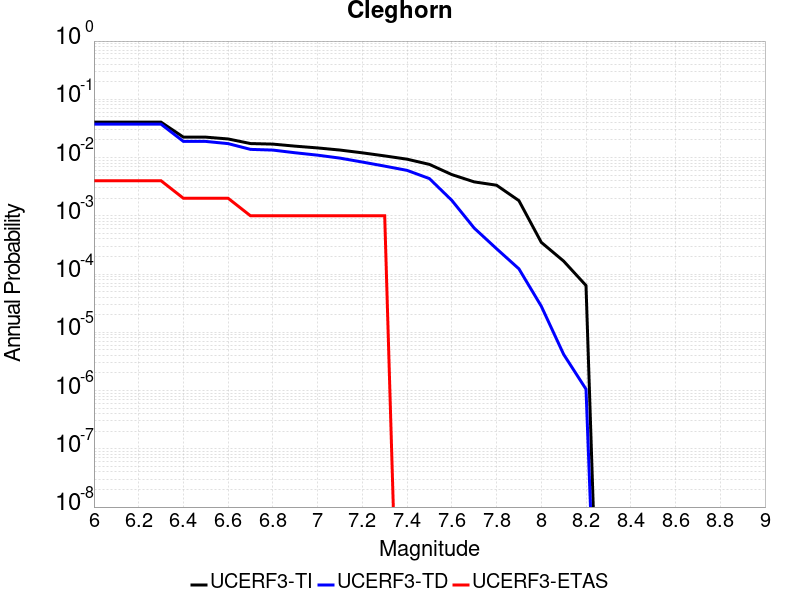 Cleghorn
10^0
10^-1
10^-2
10^-3
10^-4
10^-5
10^-6
10^-7
10^-8
Annual Probability
6 6.2 6.4 6.6 6.8 7 7.2 7.4 7.6 7.8 8 8.2 8.4 8.6 8.8 9
Magnitude
UCERF3-TI UCERF3-TD UCERF3-ETAS